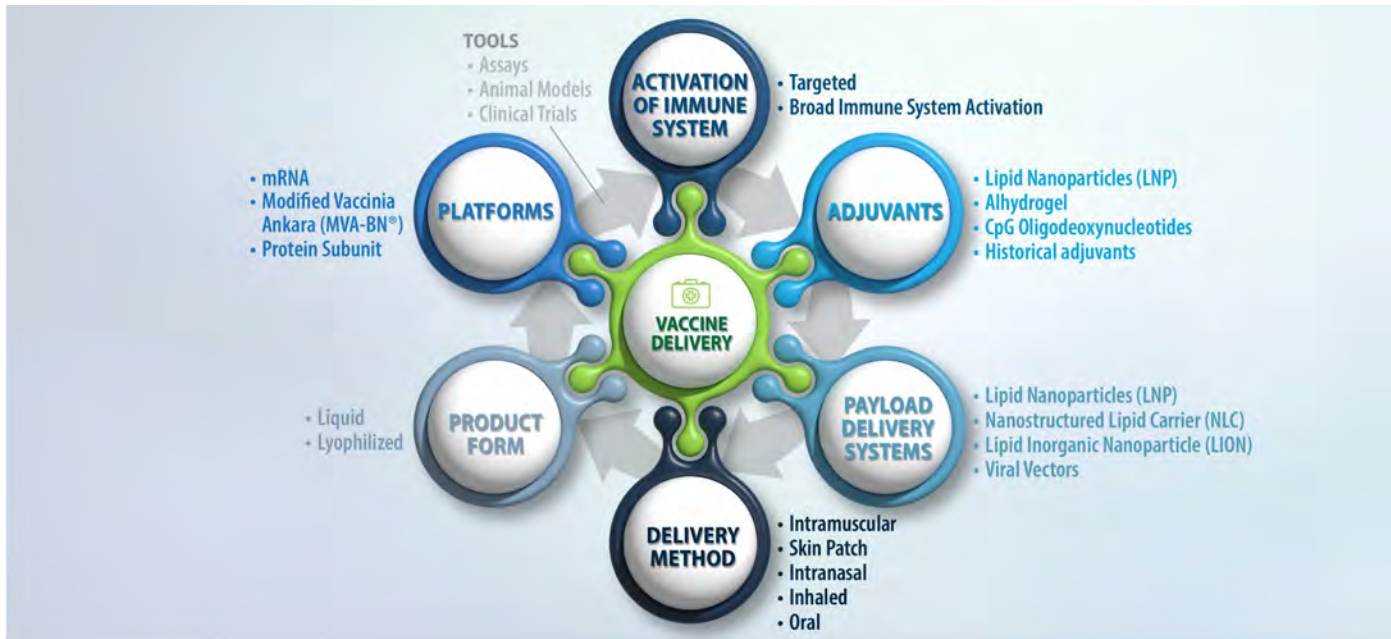 TOOLS
• Assays
• Animal Models
• Clinical Trials
ACTIVATION
OF IMMUNE
SYSTEM
• Targeted
• Broad Immune System Activation
PLATFORMS
• mRNA
• Modified Vaccinia
Ankara (MVA-BN®)
• Protein Subunit
ADJUVANTS
• Lipid Nanoparticles (LNP)
• Alhydrogel
• CpG Oligodeoxynucleotides
• Historical adjuvants
VACCINE
DELIVERY
PRODUCT
FORM
• Liquid
• Lyophilized
PAYLOAD
DELIVERY
SYSTEMS
• Lipid Nanoparticles (LNP)
• Nanostructured Lipid Carrier (NLC)
• Lipid Inorganic Nanoparticle (LION)
• Viral Vectors
DELIVERY
METHOD
• Intramuscular
• Skin Patch
• Intranasal
• Inhaled
• Oral